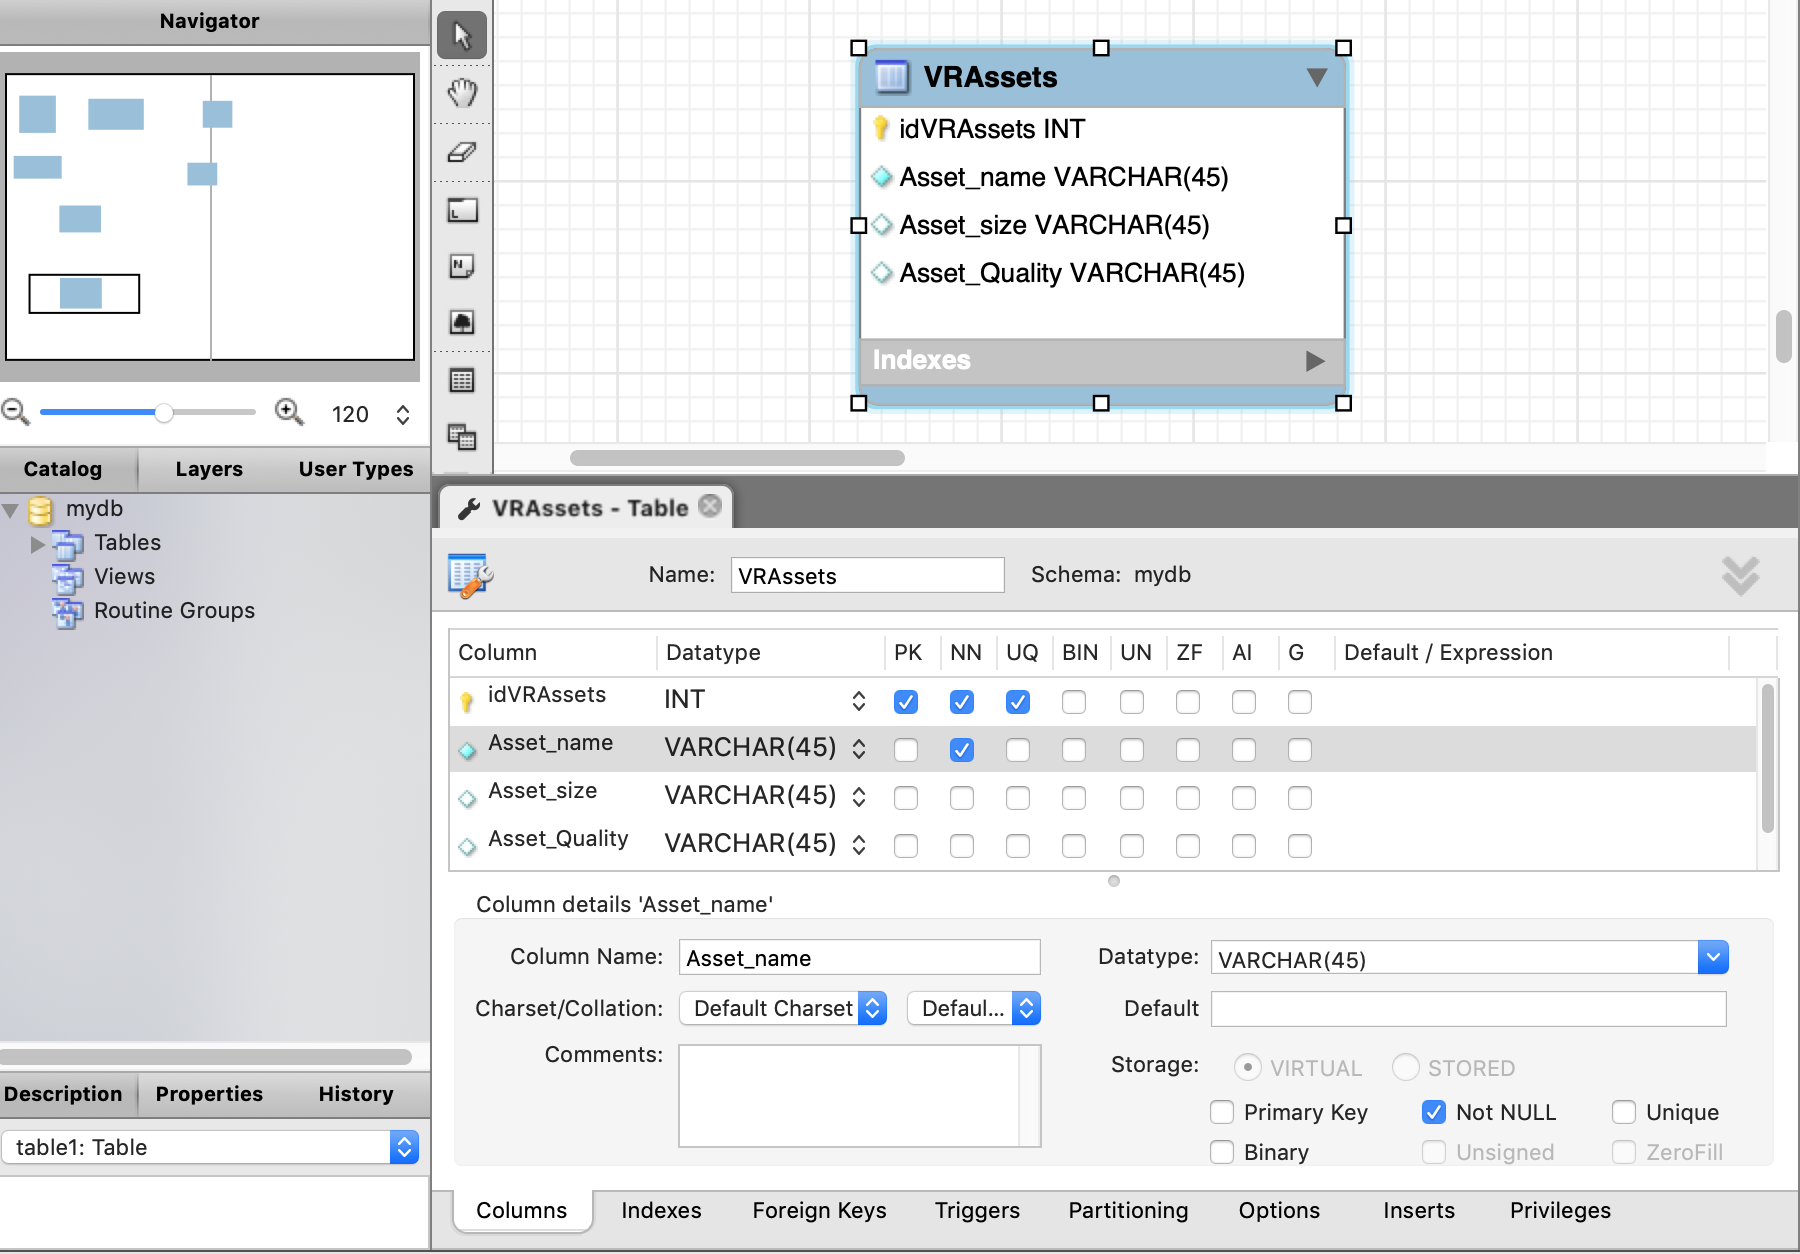 Navigator
VRAssets
idVRAssets INT
Asset_name VARCHAR(45)
Asset_size VARCHAR(45)
Asset_Quality VARCHAR(45)
Indexes
120
Catalog Layers User Types
mydb
Tables
Views
Routine Groups
VRAssets - Table
Name: VRAssets Schema: mydb
Column Datatype PK NN UQ BIN UN ZF AI G Default / Expression
idVRAssets INT
Asset_name VARCHAR(45)
Asset_size VARCHAR(45)
Asset_Quality VARCHAR(45)
Column details 'Asset_name'
Column Name: Asset_name Datatype: VARCHAR(45)
Charset/Collation: Default Charset Defaul... Default
Comments: Storage: VIRTUAL STORED
Primary Key Not NULL Unique
Binary Unsigned ZeroFill
Description Properties History
table1: Table
Columns Indexes Foreign Keys Triggers Partitioning Options Inserts Privileges